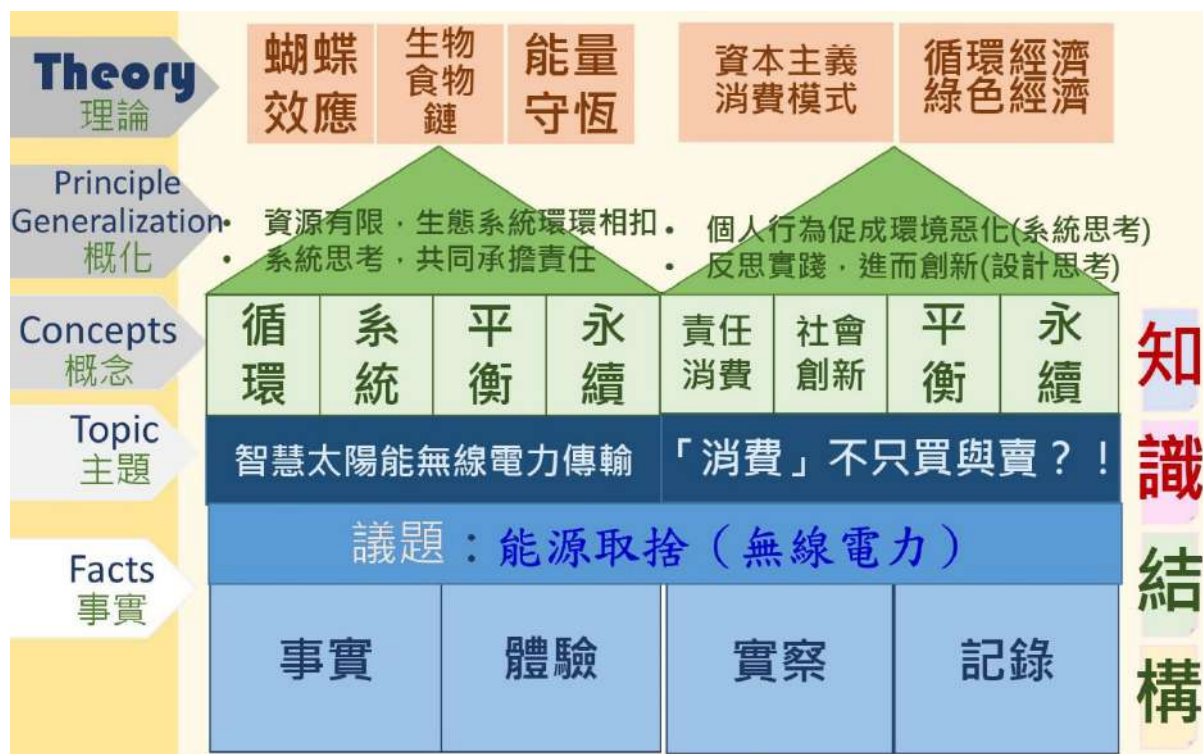 Theory
理論
蝴蝶
效應
生物
食物
鏈
能量
守恆
資本主義
消費模式
循環經濟
綠色經濟
Principle
Generalization
概化
• 資源有限，生態系統環環相扣
• 系統思考，共同承擔責任
• 個人行為促成環境惡化(系統思考)
• 反思實踐，進而創新(設計思考)
Concepts
概念
循
環
系
統
平
衡
永
續
責任
消費
社會
創新
平
衡
永
續
Topic
主題
智慧太陽能無線電力傳輸
「消費」不只買與賣？！
議題：能源取捨（無線電力）
Facts
事實
事實
體驗
實察
記錄
知
識
結
構